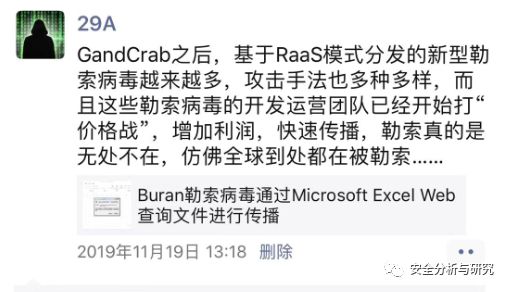 29A
GandCrab之后，基于RaaS模式分发的新型勒
索病毒越来越多，攻击手法也多种多样，而
且这些勒索病毒的开发运营团队已经开始打“
价格战”，增加利润，快速传播，勒索真的是
无处不在，仿佛全球到处都在被勒索……
Buran勒索病毒通过Microsoft Excel Web
查询文件进行传播
2019年11月19日 13:18 删除
安全分析与研究